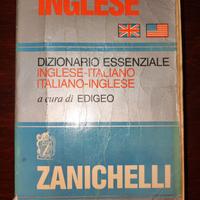 INGLESE
DIZIONARIO ESSENZIALE
INGLESE-ITALIANO
ITALIANO-INGLESE
a cura di EDIGEO
ZANICHELLI